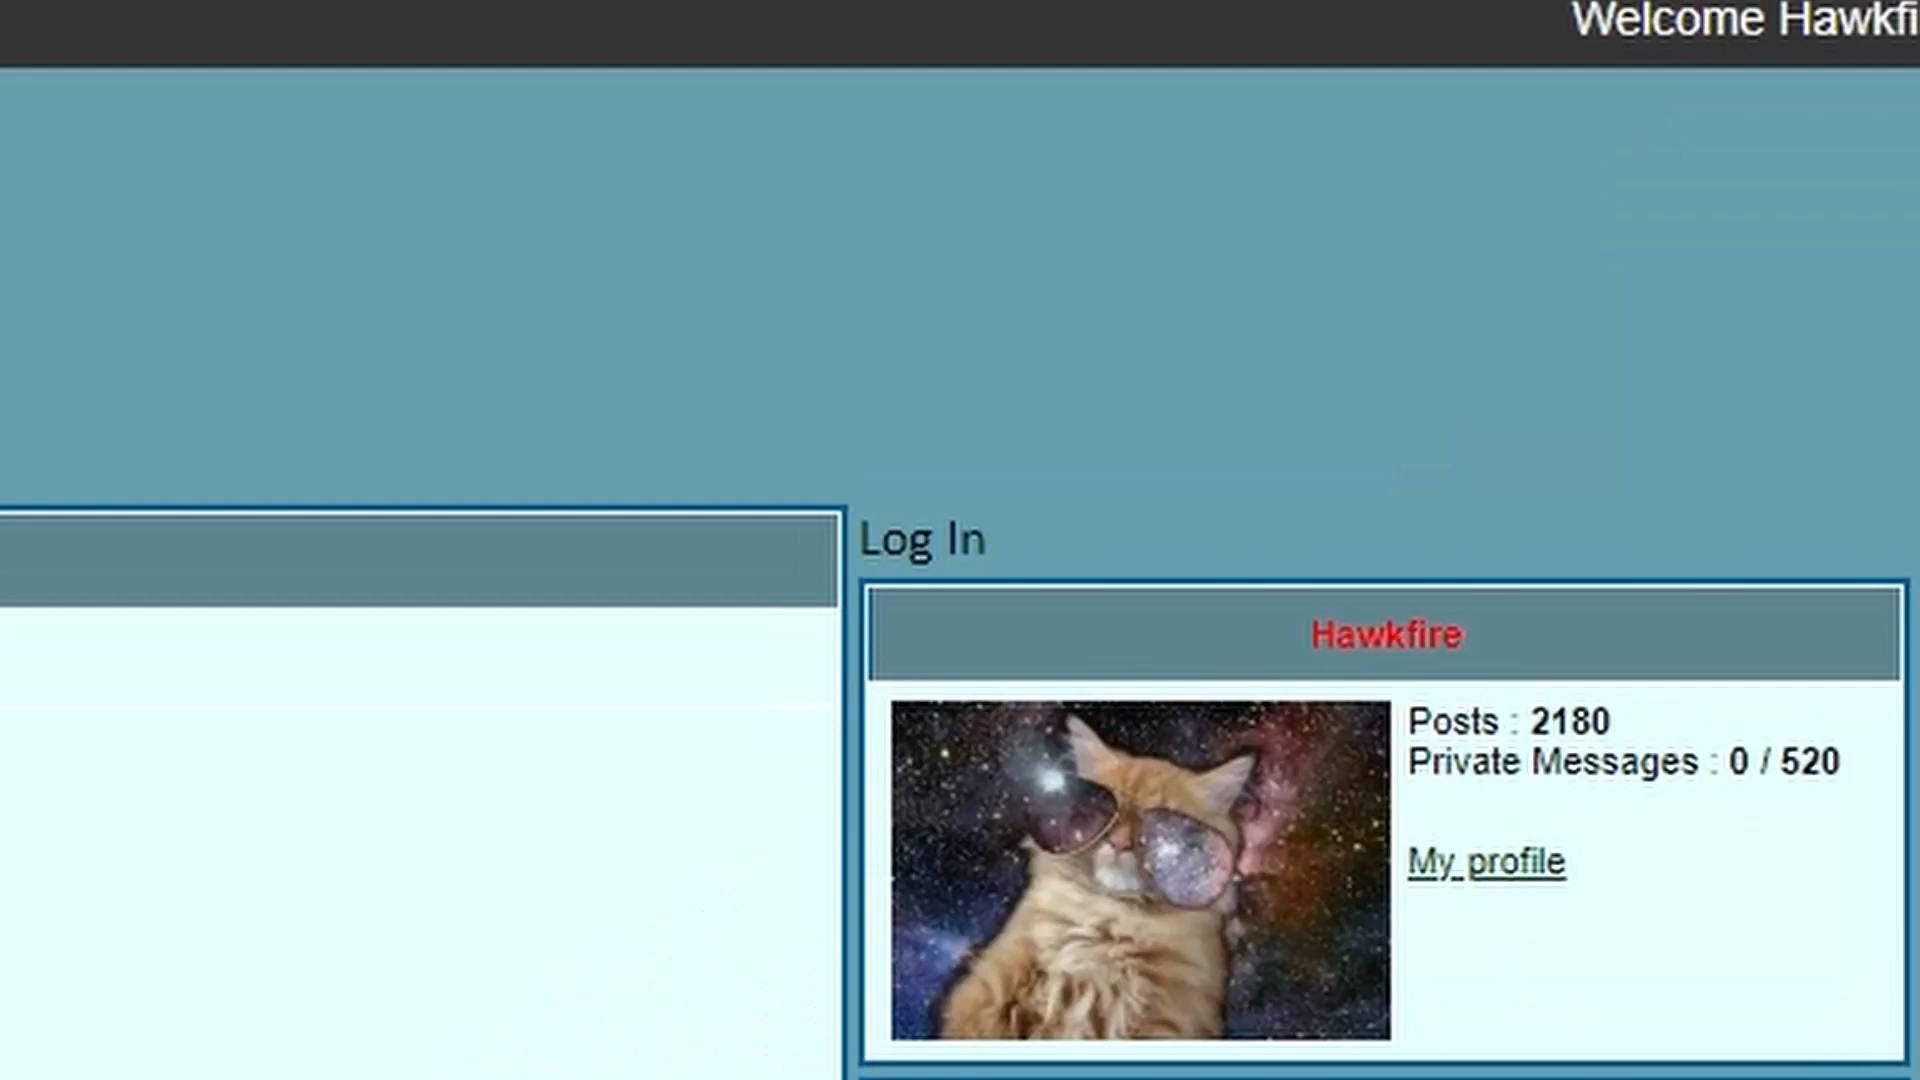 Welcome Hawkfi
Log In
Hawkfire
Posts : 2180
Private Messages : 0 / 520
My profile